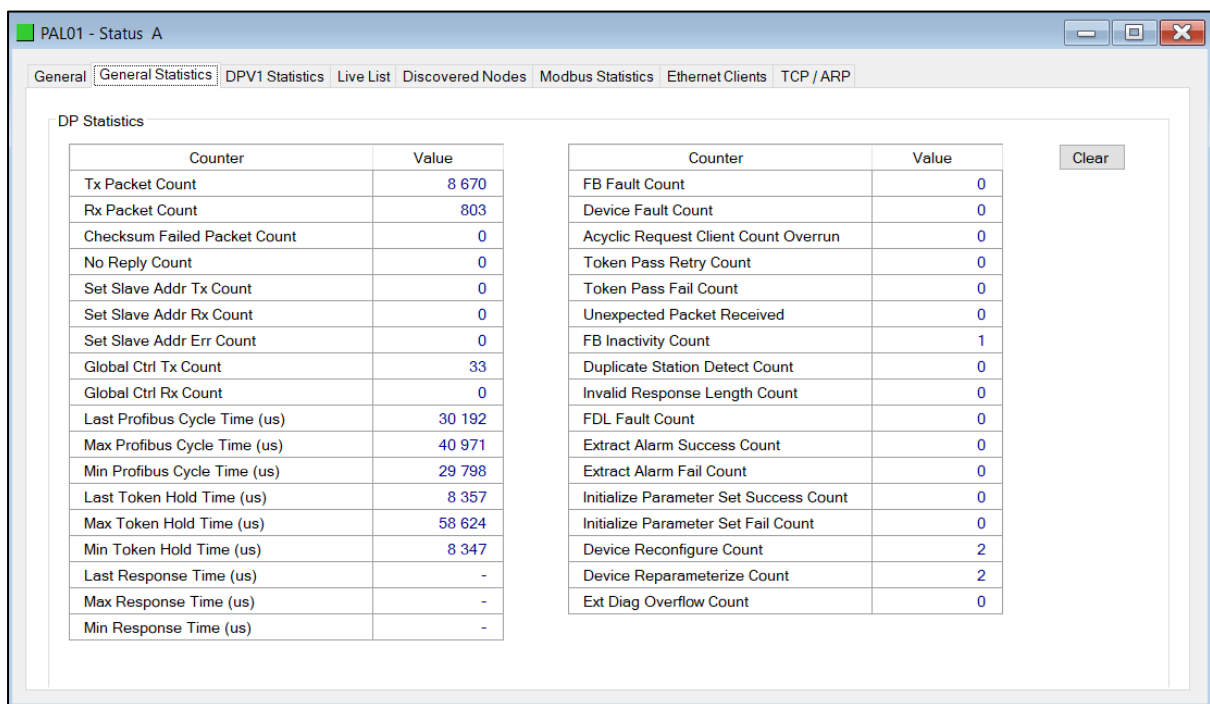 PAL01 - Status A
General General Statistics DPV1 Statistics Live List Discovered Nodes Modbus Statistics Ethernet Clients TCP / ARP
DP Statistics
Counter Value
Tx Packet Count 8 670
Rx Packet Count 803
Checksum Failed Packet Count 0
No Reply Count 0
Set Slave Addr Tx Count 0
Set Slave Addr Rx Count 0
Set Slave Addr Err Count 0
Global Ctrl Tx Count 33
Global Ctrl Rx Count 0
Last Profibus Cycle Time (us) 30 192
Max Profibus Cycle Time (us) 40 971
Min Profibus Cycle Time (us) 29 798
Last Token Hold Time (us) 8 357
Max Token Hold Time (us) 58 624
Min Token Hold Time (us) 8 347
Last Response Time (us) -
Max Response Time (us) -
Min Response Time (us) -
Counter Value
FB Fault Count 0
Device Fault Count 0
Acyclic Request Client Count Overrun 0
Token Pass Retry Count 0
Token Pass Fail Count 0
Unexpected Packet Received 0
FB Inactivity Count 1
Duplicate Station Detect Count 0
Invalid Response Length Count 0
FDL Fault Count 0
Extract Alarm Success Count 0
Extract Alarm Fail Count 0
Initialize Parameter Set Success Count 0
Initialize Parameter Set Fail Count 0
Device Reconfigure Count 2
Device Reparameterize Count 2
Ext Diag Overflow Count 0
Clear